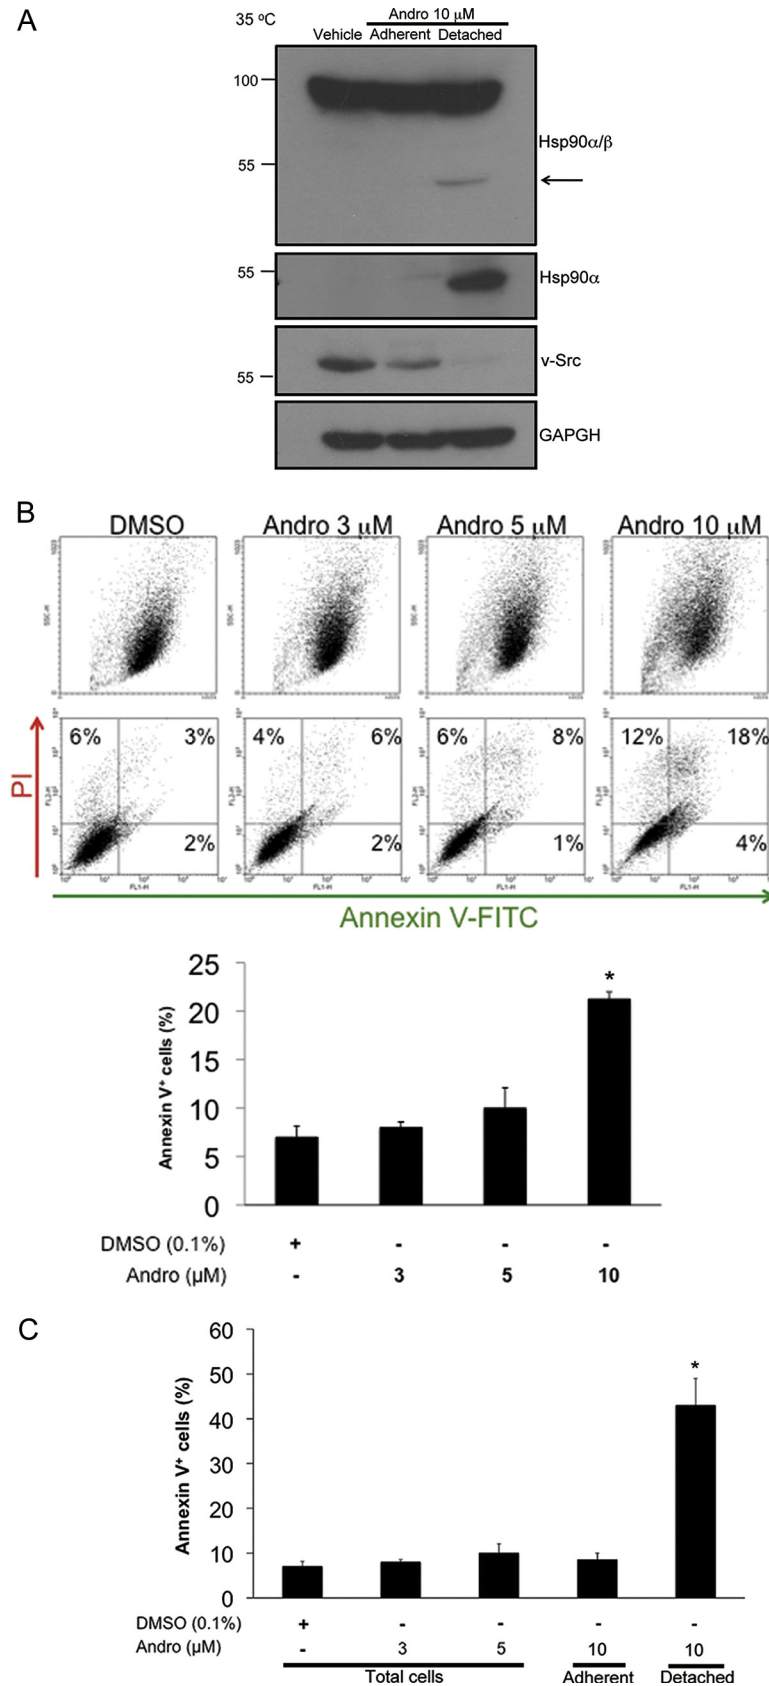 A
35 ºC
Andro 10 µM
Vehicle Adherent Detached
100
Hsp90α/β
55
55
Hsp90α
v-Src
55
GAPGH
B
DMSO Andro 3 µM Andro 5 µM Andro 10 µM
6% 3% 4% 6% 6% 8% 12% 18%
PI
2% 2% 1% 4%
FL1-H FL1-H FL1-H FL1-H
Annexin V-FITC
25
*
20
Annexin V+ cells (%)
15
10
5
0
DMSO (0.1%) + - - -
Andro (µM) - 3 5 10
C
60
*
50
40
Annexin V+ cells (%)
30
20
10
0
DMSO (0.1%) + - - - -
Andro (µM) - 3 5 10 10
Total cells Adherent Detached